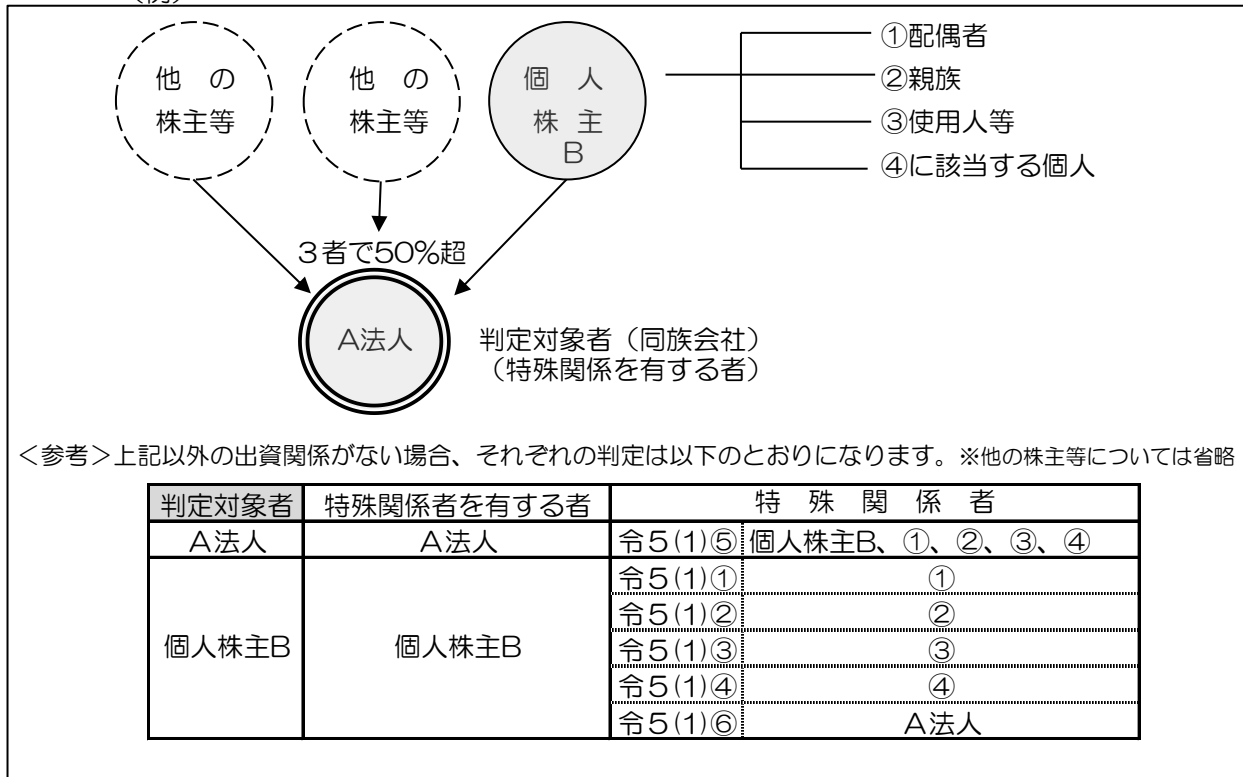 他 の
株主等
他 の
株主等
個 人
株 主
B
①配偶者
②親族
③使用人等
④に該当する個人
3者で50%超
A法人
判定対象者（同族会社）
（特殊関係を有する者）
＜参考＞上記以外の出資関係がない場合、それぞれの判定は以下のとおりになります。※他の株主等については省略
判定対象者 特殊関係者を有する者 特 殊 関 係 者
A法人 A法人 令5(1)⑤ 個人株主B、①、②、③、④
個人株主B 個人株主B 令5(1)① ①
令5(1)② ②
令5(1)③ ③
令5(1)④ ④
令5(1)⑥ A法人